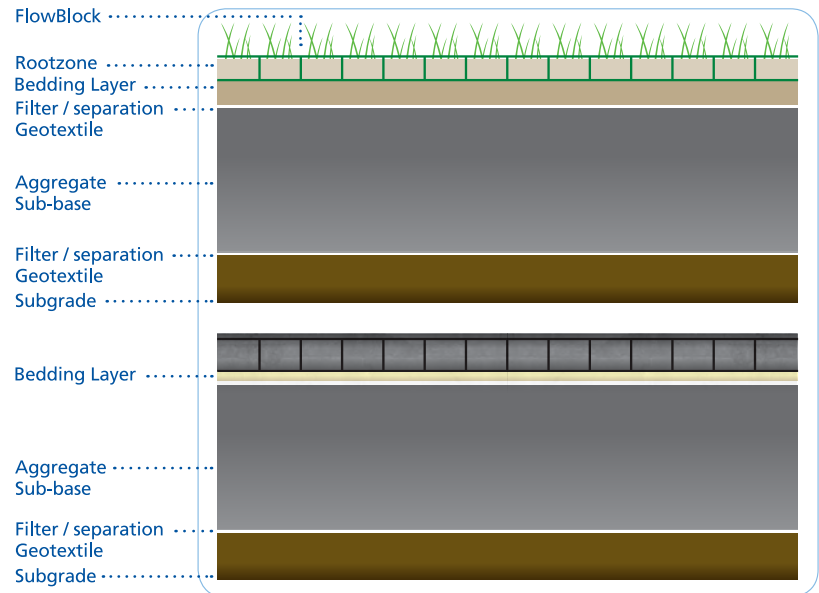 FlowBlock
Rootzone
Bedding Layer
Filter / separation
Geotextile
Aggregate
Sub-base
Filter / separation
Geotextile
Subgrade
Bedding Layer
Aggregate
Sub-base
Filter / separation
Geotextile
Subgrade